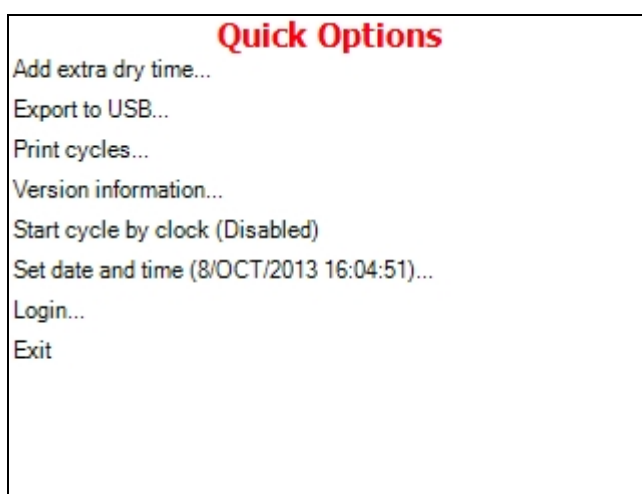 Quick Options
Add extra dry time...
Export to USB...
Print cycles...
Version information...
Start cycle by clock (Disabled)
Set date and time (8/OCT/2013 16:04:51)...
Login...
Exit